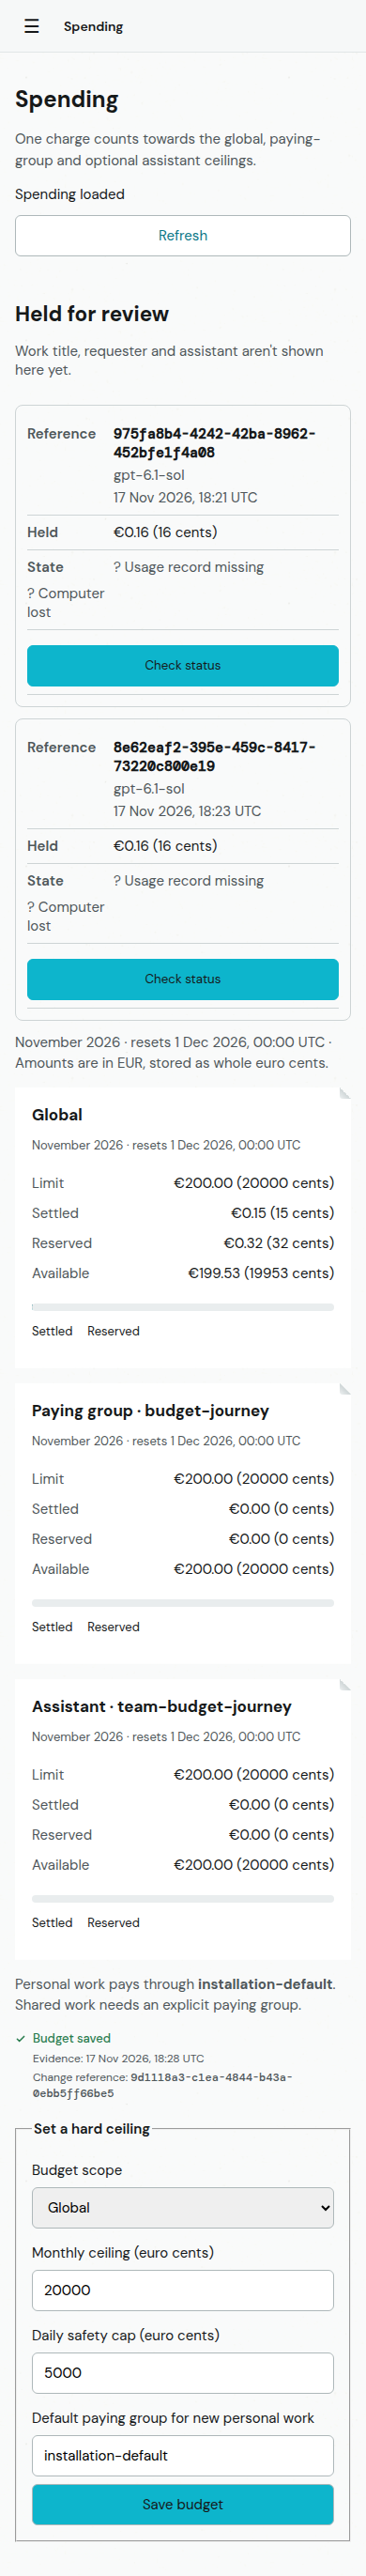 ☰ Spending
Spending
One charge counts towards the global, paying-
group and optional assistant ceilings.
Spending loaded
Refresh
Held for review
Work title, requester and assistant aren't shown
here yet.
Reference 975fa8b4-4242-42ba-8962-
452bfe1f4a08
gpt-6.1-sol
17 Nov 2026, 18:21 UTC
Held €0.16 (16 cents)
State ? Usage record missing
? Computer
lost
Check status
Reference 8e62eaf2-395e-459c-8417-
73220c800e19
gpt-6.1-sol
17 Nov 2026, 18:23 UTC
Held €0.16 (16 cents)
State ? Usage record missing
? Computer
lost
Check status
November 2026 · resets 1 Dec 2026, 00:00 UTC ·
Amounts are in EUR, stored as whole euro cents.
Global
November 2026 · resets 1 Dec 2026, 00:00 UTC
Limit €200.00 (20000 cents)
Settled €0.15 (15 cents)
Reserved €0.32 (32 cents)
Available €199.53 (19953 cents)
Settled Reserved
Paying group · budget-journey
November 2026 · resets 1 Dec 2026, 00:00 UTC
Limit €200.00 (20000 cents)
Settled €0.00 (0 cents)
Reserved €0.00 (0 cents)
Available €200.00 (20000 cents)
Settled Reserved
Assistant · team-budget-journey
November 2026 · resets 1 Dec 2026, 00:00 UTC
Limit €200.00 (20000 cents)
Settled €0.00 (0 cents)
Reserved €0.00 (0 cents)
Available €200.00 (20000 cents)
Settled Reserved
Personal work pays through installation-default.
Shared work needs an explicit paying group.
✓ Budget saved
Evidence: 17 Nov 2026, 18:28 UTC
Change reference: 9d1118a3-c1ea-4844-b43a-
0ebb5ff66be5
Set a hard ceiling
Budget scope
Global
Monthly ceiling (euro cents)
20000
Daily safety cap (euro cents)
5000
Default paying group for new personal work
installation-default
Save budget